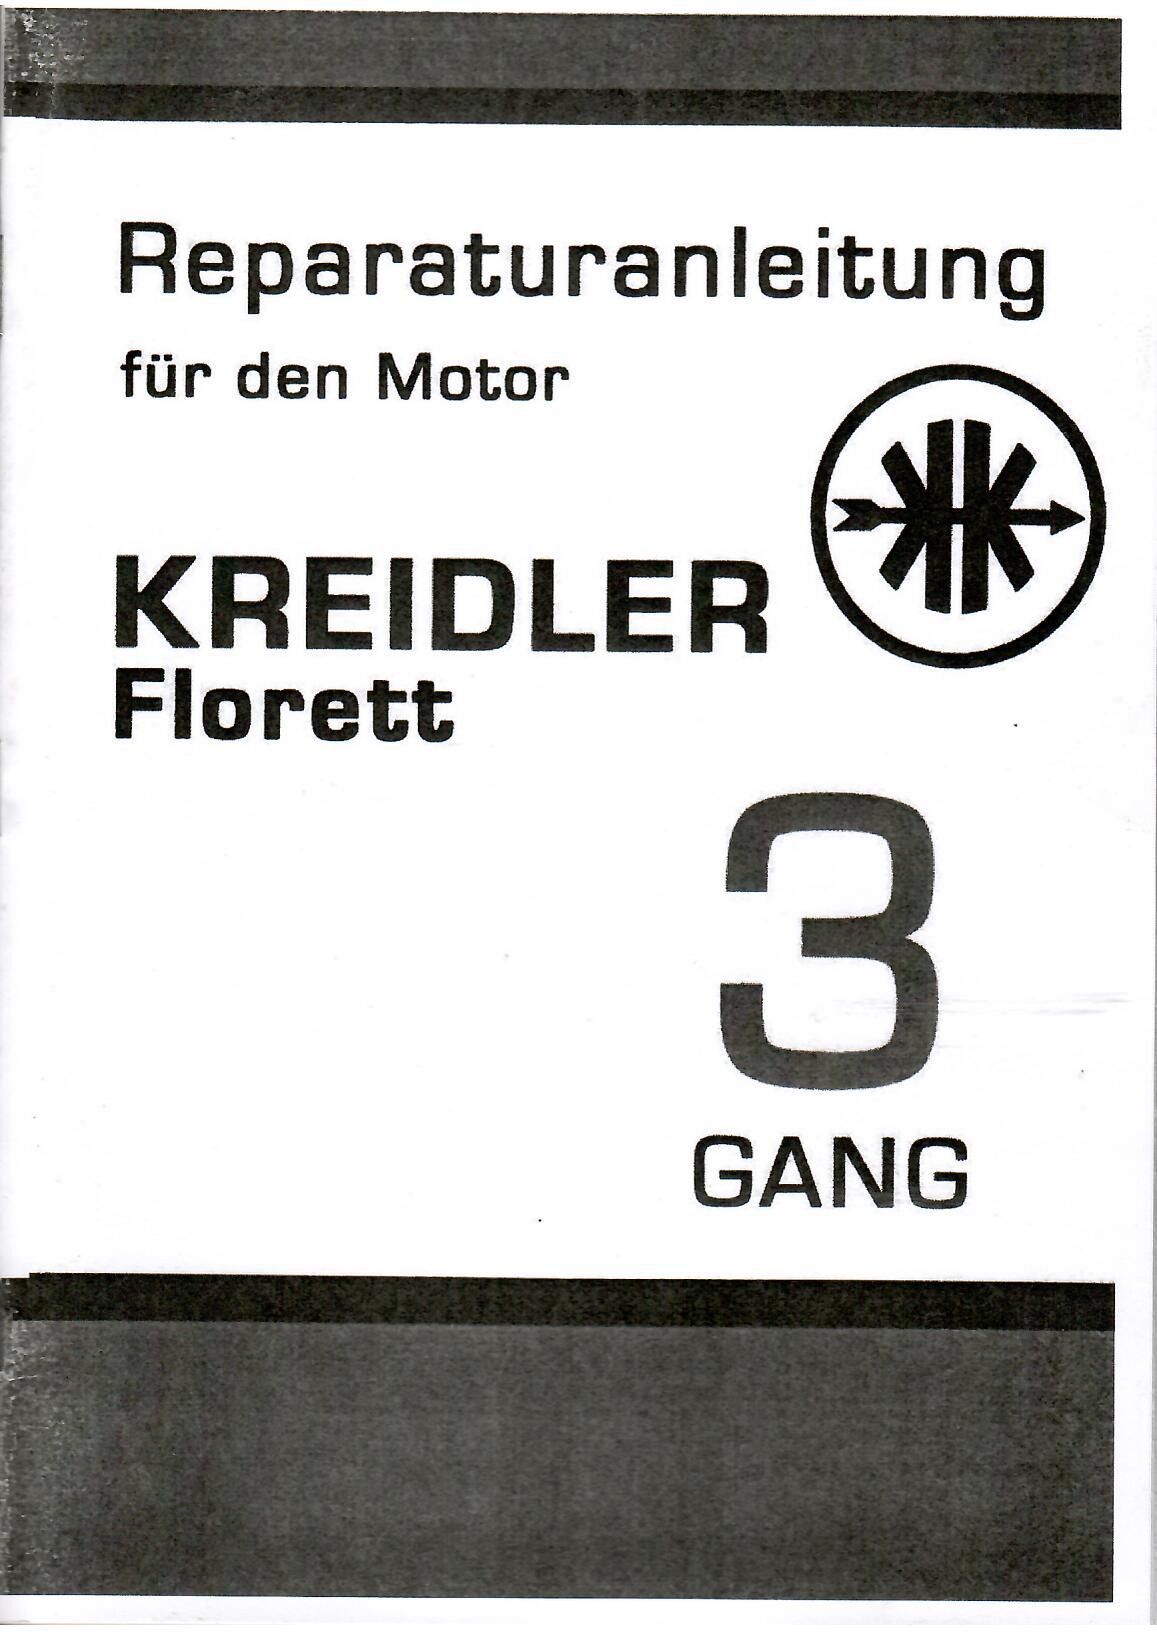 Reparaturanleitung
für den Motor
KREIDLER
Florett
3
GANG